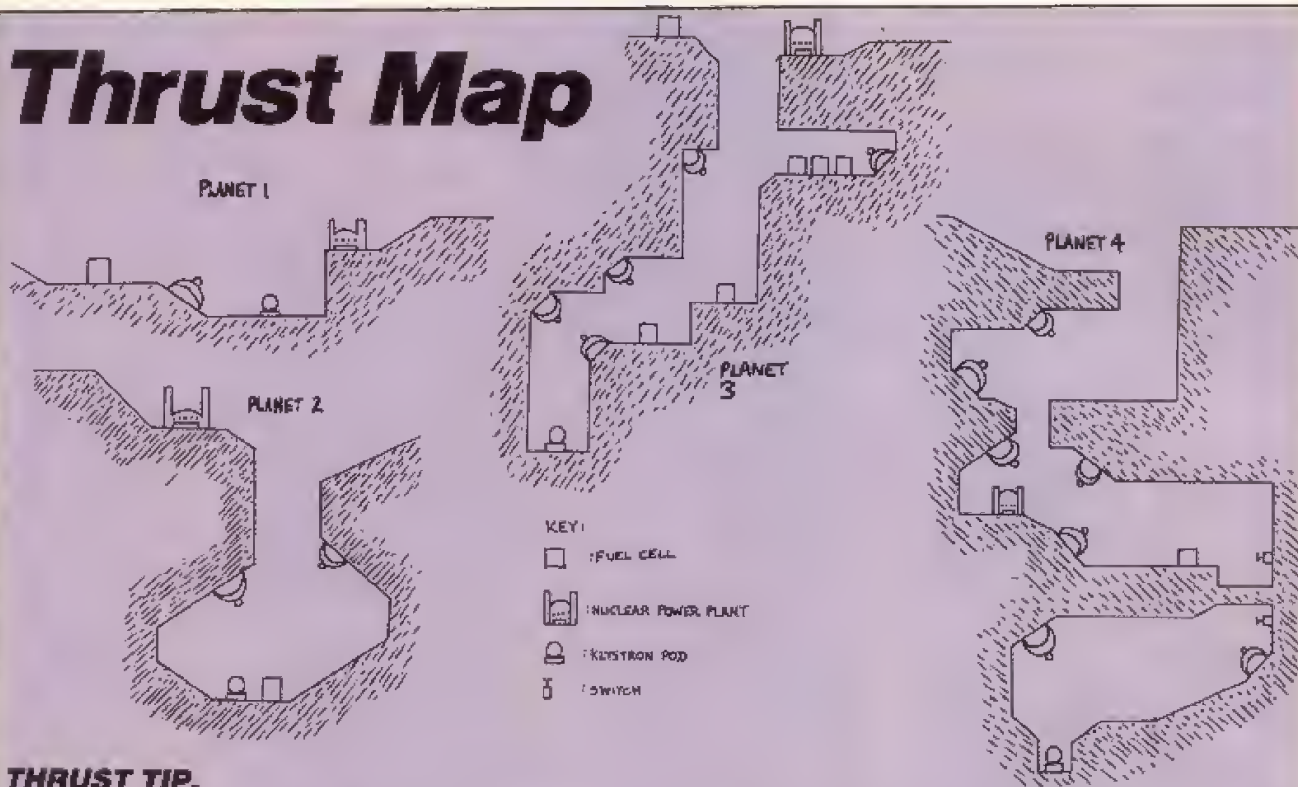 Thrust Map
PLANET 1
PLANET 2
PLANET
3
PLANET 4
KEY:
:FUEL CELL
:NUCLEAR POWER PLANT
:KLYSTRON POD
:SWITCH
THRUST TIP.